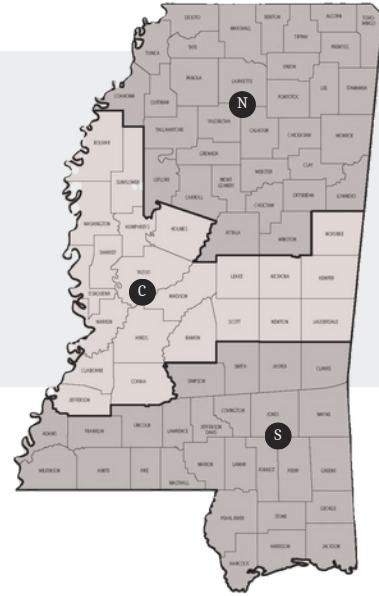 DESOTO
MARSHALL
BENTON
ALCORN
TISHO-
MINGO
TIPPAH
PRENTISS
TUNICA
TATE
UNION
PANOLA
LAFAYETTE
LEE
COAHOMA
QUITMAN
PONTOTOC
ITAWAMBA
N
YALOBUSHA
TALLAHATCHIE
CALHOUN
CHICKASAW
MONROE
BOLIVAR
GRENADA
CLAY
SUNFLOWER
LEFLORE
MONT-
GOMERY
WEBSTER
OKTIBBEHA
LOWNDES
CARROLL
CHOCTAW
WASHINGTON
HUMPHREYS
HOLMES
ATTALA
WINSTON
NOXUBEE
SHARKEY
YAZOO
LEAKE
NESHOBA
KEMPER
C
ISSAQUENA
MADISON
WARREN
SCOTT
NEWTON
LAUDERDALE
HINDS
RANKIN
CLAIBORNE
COPIAH
SIMPSON
SMITH
JASPER
CLARKE
JEFFERSON
COVINGTON
JONES
WAYNE
ADAMS
FRANKLIN
LINCOLN
LAWRENCE
JEFFERSON
DAVIS
S
WILKINSON
AMITE
PIKE
MARION
LAMAR
FORREST
PERRY
GREENE
WALTHALL
PEARL RIVER
STONE
GEORGE
HARRISON
JACKSON
HANCOCK